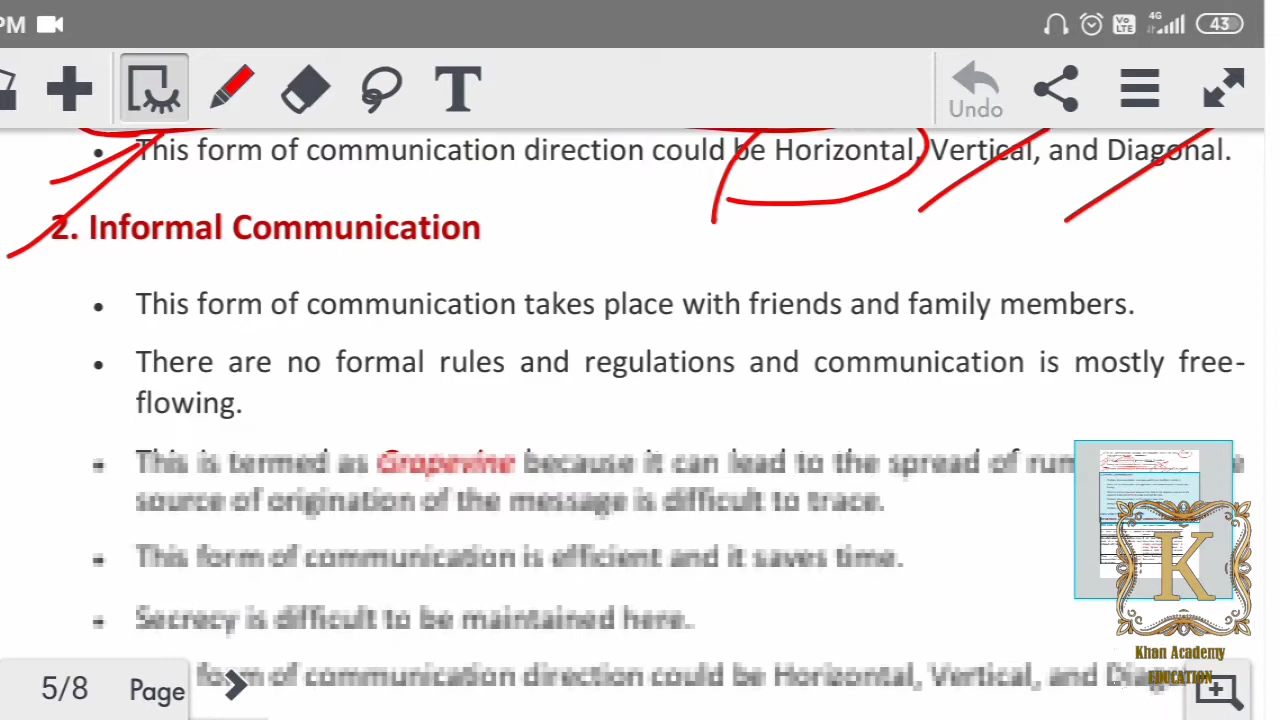 PM
Vo
LTE
4G
43
T
Undo
• This form of communication direction could be Horizontal, Vertical, and Diagonal.
2. Informal Communication
• This form of communication takes place with friends and family members.
• There are no formal rules and regulations and communication is mostly free-
flowing.
This is termed as Grapevine because it can lead to the spread of
source of origination of the message is difficult to trace.
This form of communication is efficient and it saves time.
Secrecy is difficult to be maintained here.
form of communication direction could be Horizontal, Vertical, and
5/8 Page
K
Khan Academy
EDUCATION